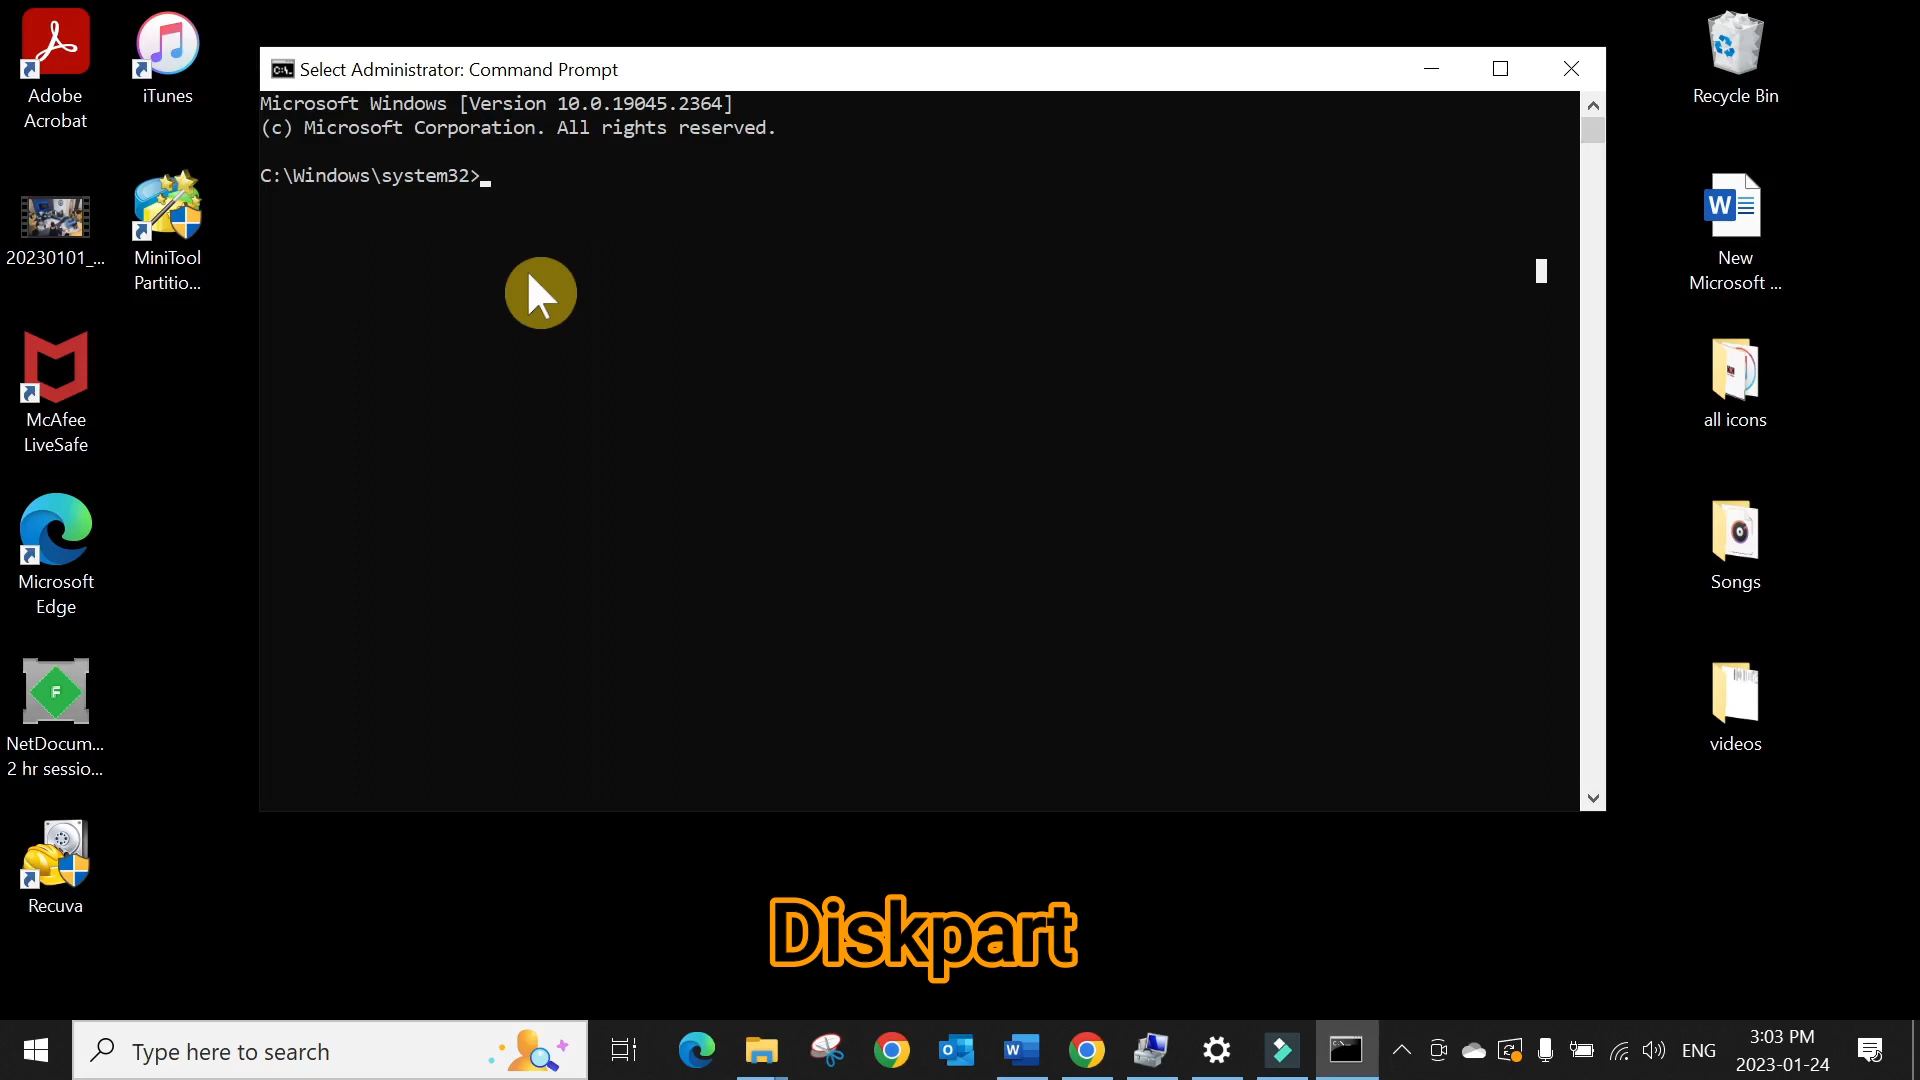 Adobe
Acrobat
iTunes
20230101_...
MiniTool
Partitio...
McAfee
LiveSafe
Microsoft
Edge
F
NetDocum...
2 hr sessio...
Recuva
C:\.
Select Administrator: Command Prompt
Microsoft Windows [Version 10.0.19045.2364]
(c) Microsoft Corporation. All rights reserved.
C:\Windows\system32>
Recycle Bin
W
New
Microsoft ...
all icons
Songs
videos
Diskpart
Type here to search
ENG
3:03 PM
2023-01-24